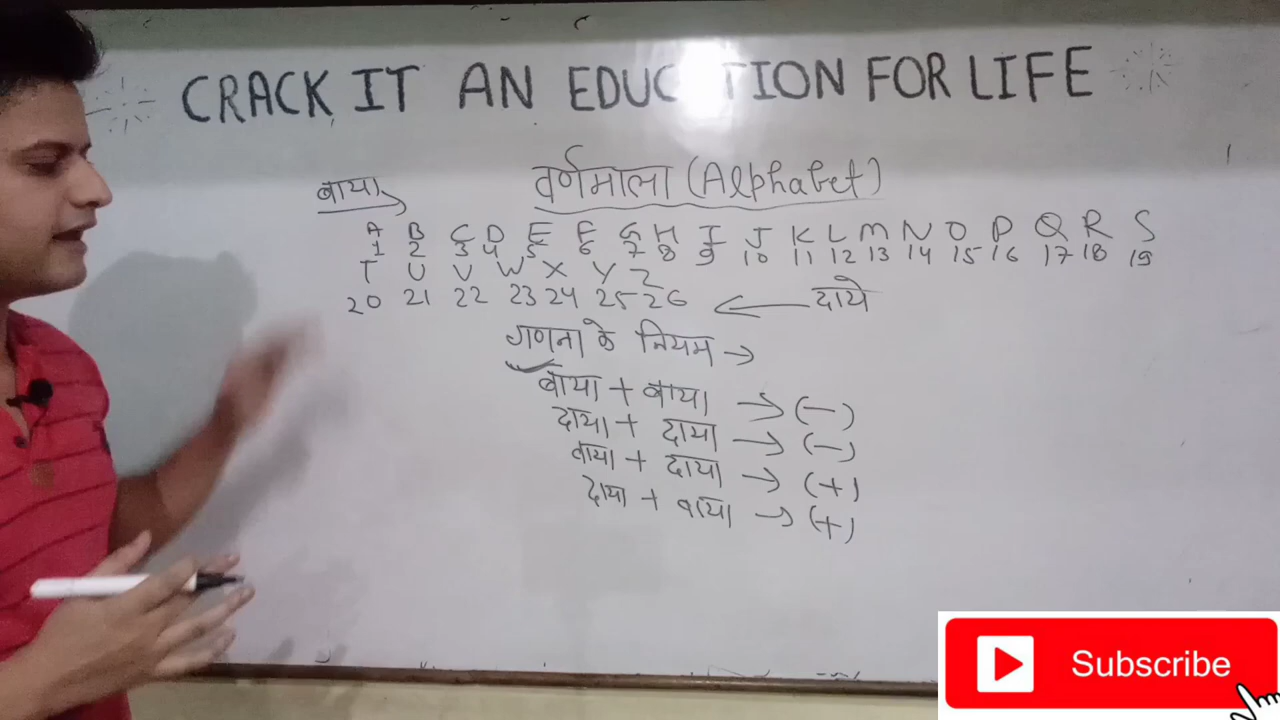 CRACK IT AN EDUCATION FOR LIFE
वर्णमाला (Alphabet)
बाया
A B C D E F G H I J K L M N O P Q R S
1 2 3 4 5 6 7 8 9 10 11 12 13 14 15 16 17 18 19
T U V W X Y Z
20 21 22 23 24 25 26 ← दाये
गणना के नियम →
बाया + बाया → (-)
दाया + दाया → (-)
बाया + दाया → (+)
दाया + बाया → (+)
Subscribe